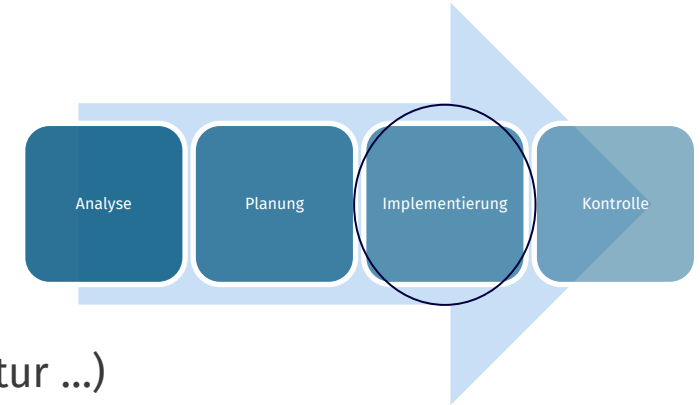 Analyse
Planung
Implementierung
Kontrolle
tur ...)